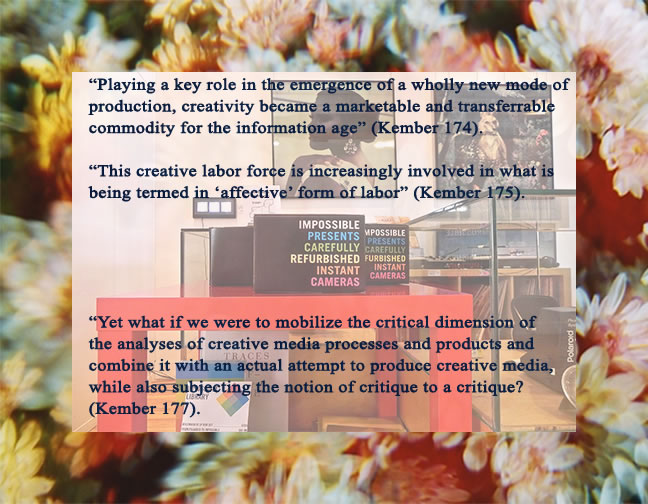 “Playing a key role in the emergence of a wholly new mode of
production, creativity became a marketable and transferrable
commodity for the information age” (Kember 174).
“This creative labor force is increasingly involved in what is
being termed in ‘affective’ form of labor” (Kember 175).
IMPOSSIBLE
PRESENTS
CAREFULLY
REFURBISHED
INSTANT
CAMERAS
IMPOSSIBLE
PRESENTS
CAREFULLY
FURBISHED
INSTANT
CAMERAS
“Yet what if we were to mobilize the critical dimension of
the analyses of creative media processes and products and
combine it with an actual attempt to produce creative media,
while also subjecting the notion of critique to a critique?
(Kember 177).
TRACES
LIBRARY
Polaroid